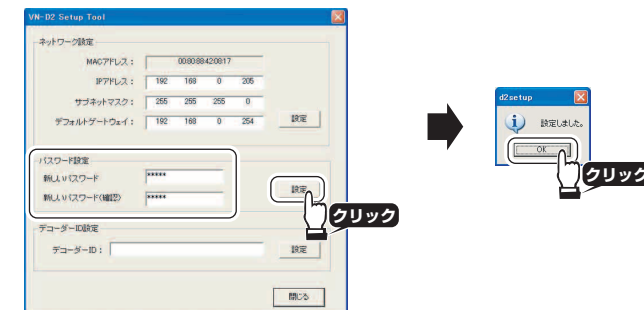 VN-D2 Setup Tool
ネットワーク設定
MACアドレス： 008088420817
IPアドレス： 192 168 0 205
サブネットマスク： 255 255 255 0
デフォルトゲートウェイ： 192 168 0 254 設定
パスワード設定
新しいパスワード *****
新しいパスワード(確認) *****
設定
クリック
デコーダーID設定
デコーダーID： 設定
閉じる
d2setup
設定しました。
OK
クリック